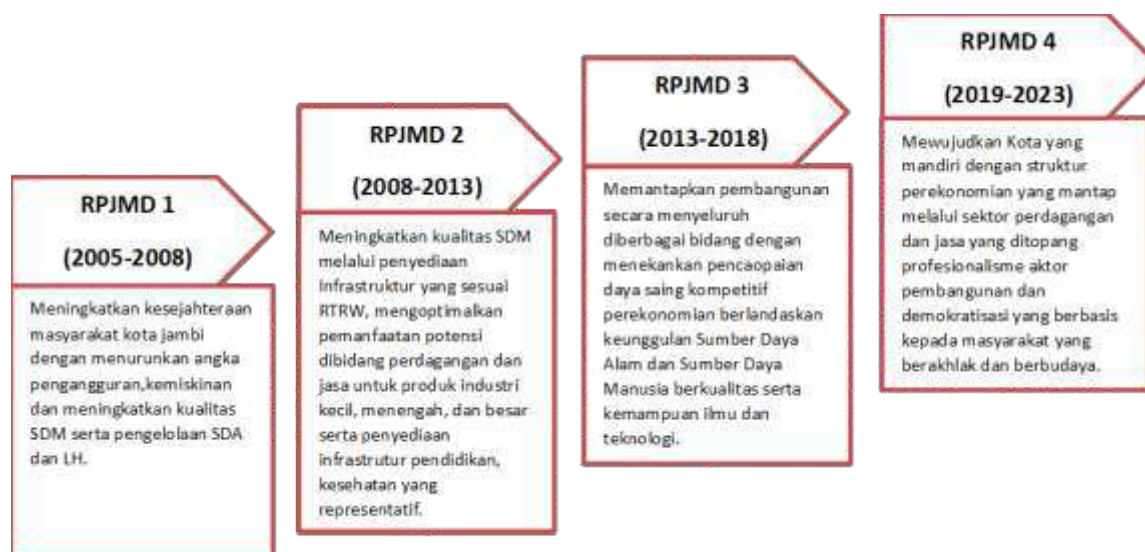 RPJMD 1
(2005-2008)
Meningkatkan kesejahteraan
masyarakat kota jambi
dengan menurunkan angka
pengangguran,kemiskinan
dan meningkatkan kualitas
SDM serta pengelolaan SDA
dan LH.
RPJMD 2
(2008-2013)
Meningkatkan kualitas SDM
melalui penyediaan
Infrastruktur yang sesuai
RTRW, mengoptimalkan
pemanfaatan potensi
dibidang perdagangan dan
jasa untuk produk industri
kecil, menengah, dan besar
serta penyediaan
infrastrutur pendidikan,
kesehatan yang
representatif.
RPJMD 3
(2013-2018)
Memantapkan pembangunan
secara menyeluruh
diberbagai bidang dengan
menekankan pencaopaian
daya saing kompetitif
perekonomian berlandaskan
keunggulan Sumber Daya
Alam dan Sumber Daya
Manusia berkualitas serta
kemampuan ilmu dan
teknologi.
RPJMD 4
(2019-2023)
Mewujudkan Kota yang
mandiri dengan struktur
perekonomian yang mantap
melalui sektor perdagangan
dan jasa yang ditopang
profesionalisme aktor
pembangunan dan
demokratisasi yang berbasis
kepada masyarakat yang
berakhlak dan berbudaya.